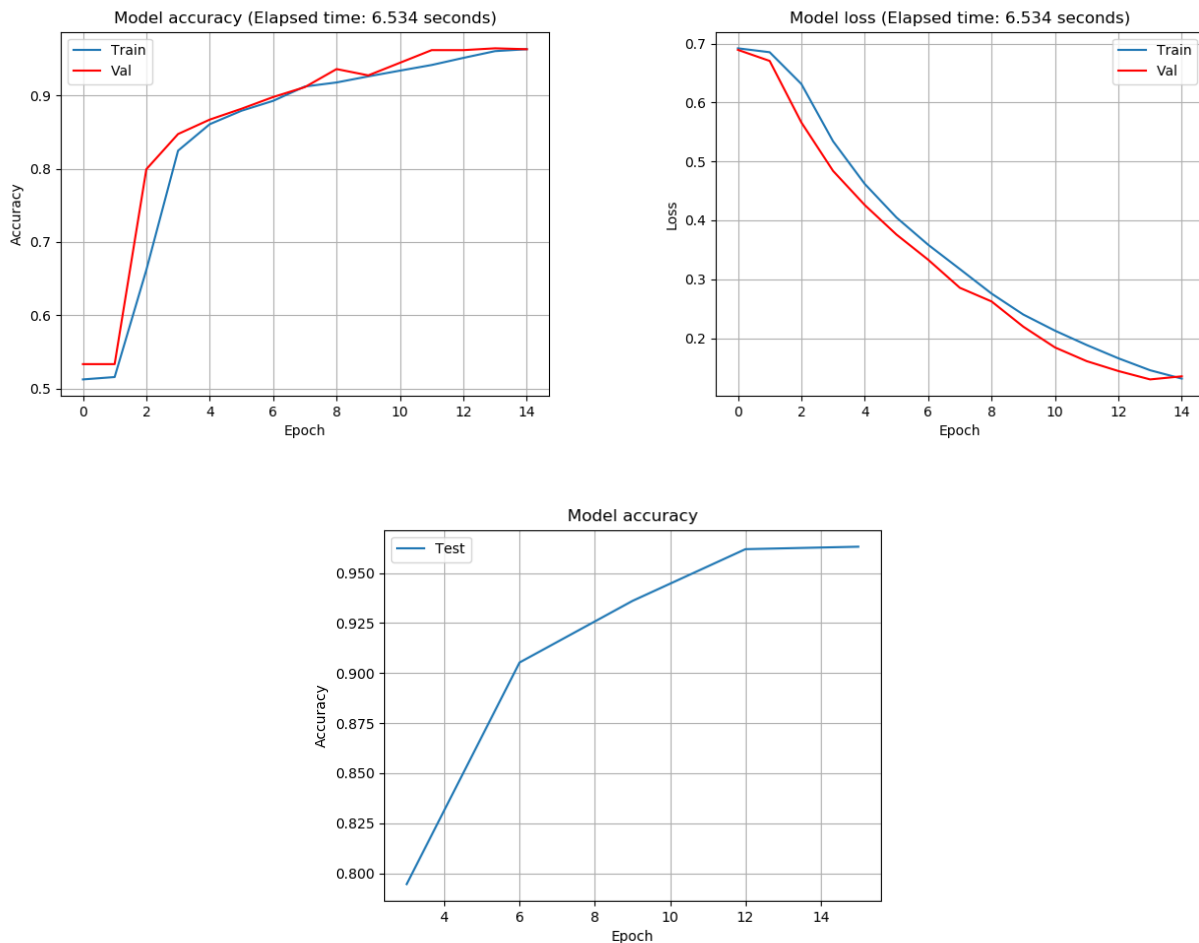 Model accuracy (Elapsed time: 6.534 seconds)
Train
Val
0.9
0.8
0.7
0.6
0.5
Accuracy
0 2 4 6 8 10 12 14
Epoch
Model loss (Elapsed time: 6.534 seconds)
Train
Val
0.7
0.6
0.5
0.4
0.3
0.2
Loss
0 2 4 6 8 10 12 14
Epoch
Model accuracy
Test
0.950
0.925
0.900
0.875
0.850
0.825
0.800
Accuracy
4 6 8 10 12 14
Epoch